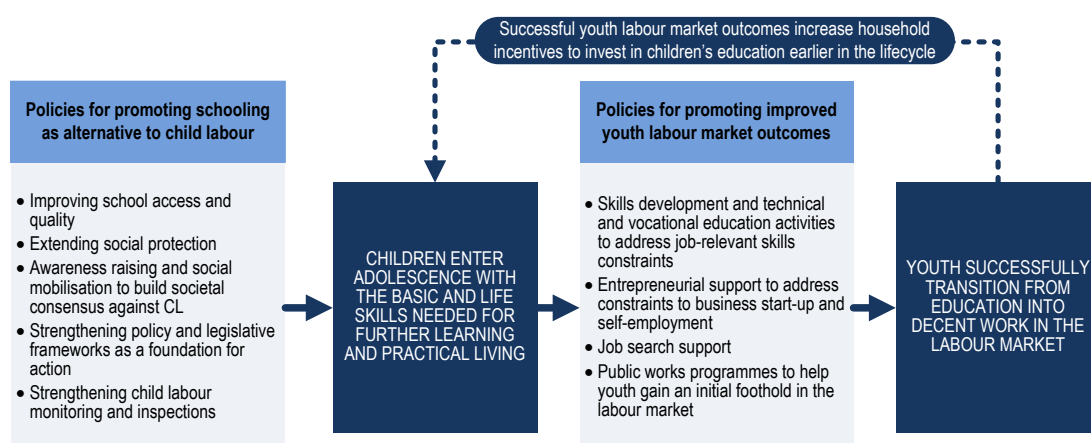 Successful youth labour market outcomes increase household
incentives to invest in children’s education earlier in the lifecycle
Policies for promoting schooling
as alternative to child labour
• Improving school access and
quality
• Extending social protection
• Awareness raising and social
mobilisation to build societal
consensus against CL
• Strengthening policy and legislative
frameworks as a foundation for
action
• Strengthening child labour
monitoring and inspections
CHILDREN ENTER
ADOLESCENCE WITH
THE BASIC AND LIFE
SKILLS NEEDED FOR
FURTHER LEARNING
AND PRACTICAL LIVING
Policies for promoting improved
youth labour market outcomes
• Skills development and technical
and vocational education activities
to address job-relevant skills
constraints
• Entrepreneurial support to address
constraints to business start-up and
self-employment
• Job search support
• Public works programmes to help
youth gain an initial foothold in the
labour market
YOUTH SUCCESSFULLY
TRANSITION FROM
EDUCATION INTO
DECENT WORK IN THE
LABOUR MARKET